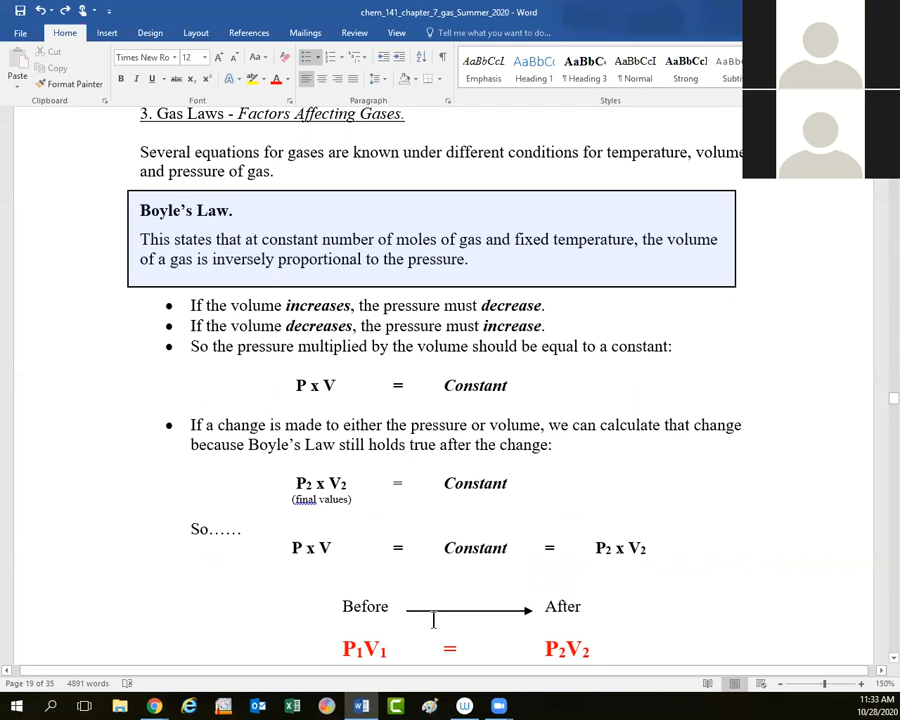 chem_141_chapter_7_gas_Summer_2020 - Word
File Home Insert Design Layout References Mailings Review View Tell me what you want to do...
Paste
Cut
Copy
Format Painter
Times New Ro 12
Clipboard Font Paragraph Styles
AaBbCcL AaBbCc AaBbC AaBbCcI AaBbCcL AaBbCcI
Emphasis Heading 1 ¶ Heading 3 ¶ Normal Strong Subti
3. Gas Laws - Factors Affecting Gases.
Several equations for gases are known under different conditions for temperature, volume
and pressure of gas.
Boyle’s Law.
This states that at constant number of moles of gas and fixed temperature, the volume
of a gas is inversely proportional to the pressure.
• If the volume increases, the pressure must decrease.
• If the volume decreases, the pressure must increase.
• So the pressure multiplied by the volume should be equal to a constant:
P x V = Constant
• If a change is made to either the pressure or volume, we can calculate that change
because Boyle’s Law still holds true after the change:
P₂ x V₂ = Constant
(final values)
So……
P x V = Constant = P₂ x V₂
Before After
P₁V₁ = P₂V₂
Page 19 of 35 4891 words 150%
11:33 AM
10/28/2020